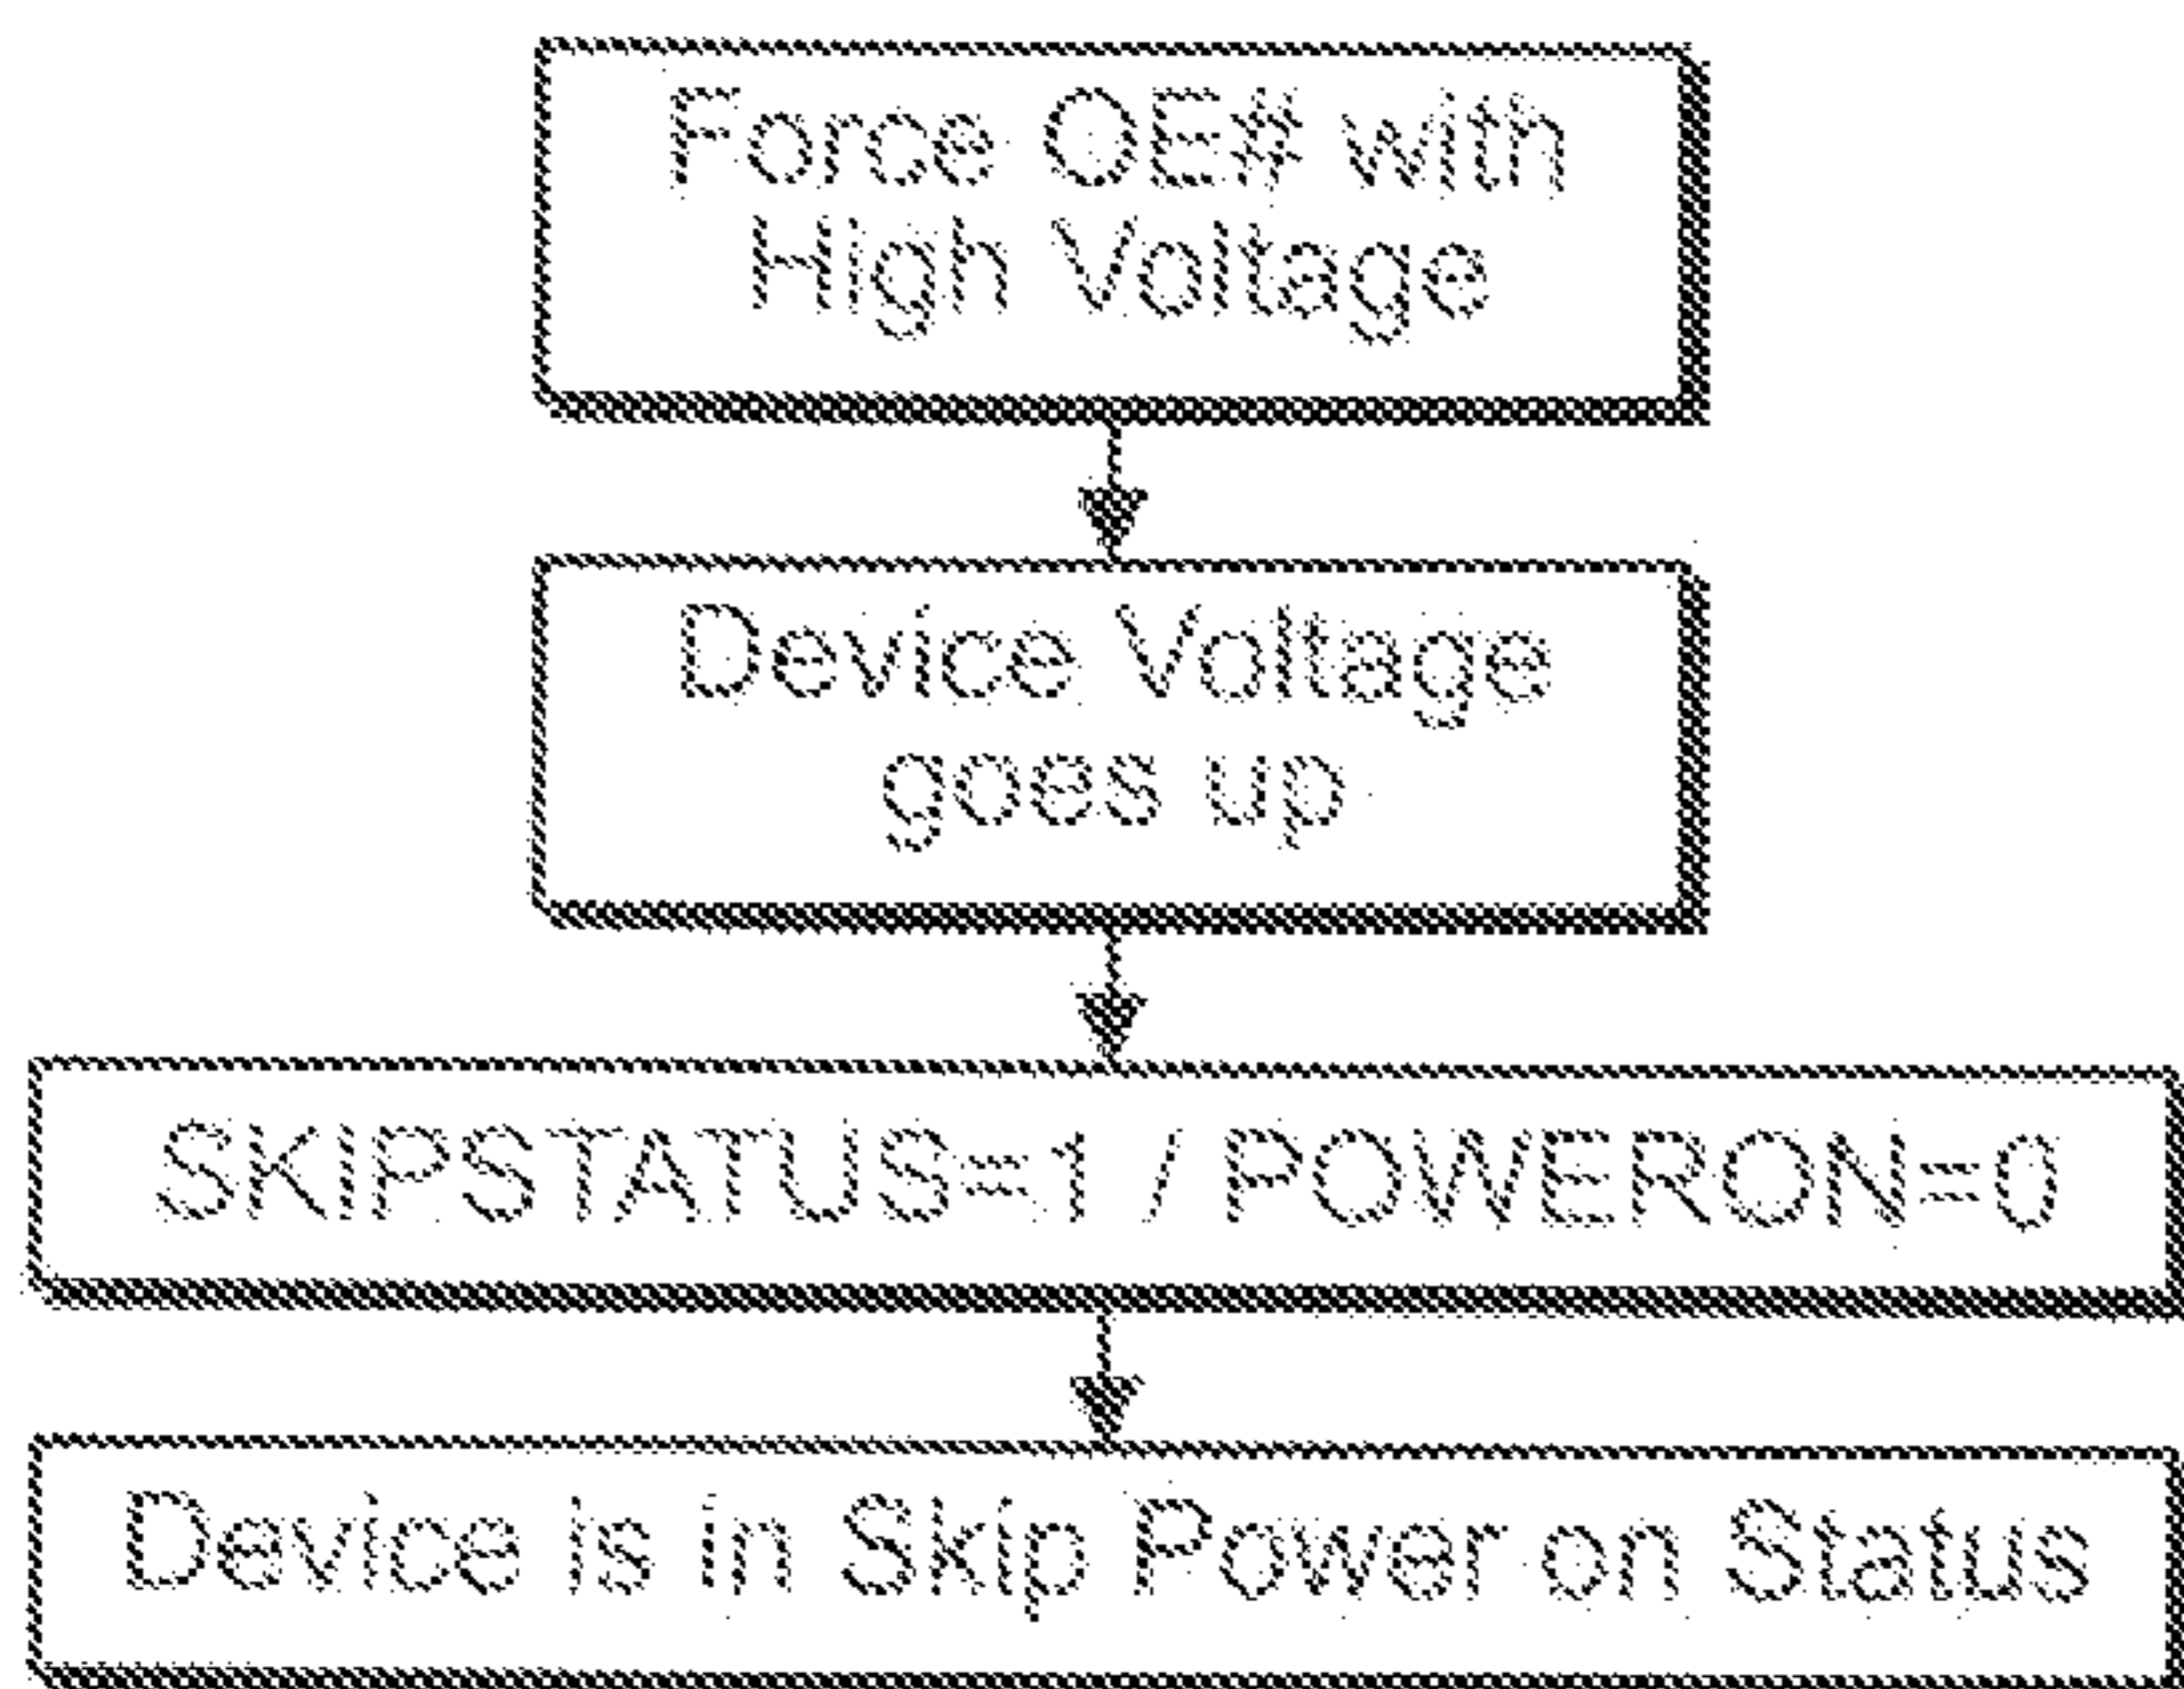 Force OE# with
High Voltage
Device Voltage
goes up
SKIPSTATUS=1 / POWERON=0
Device is in Skip Power on Status